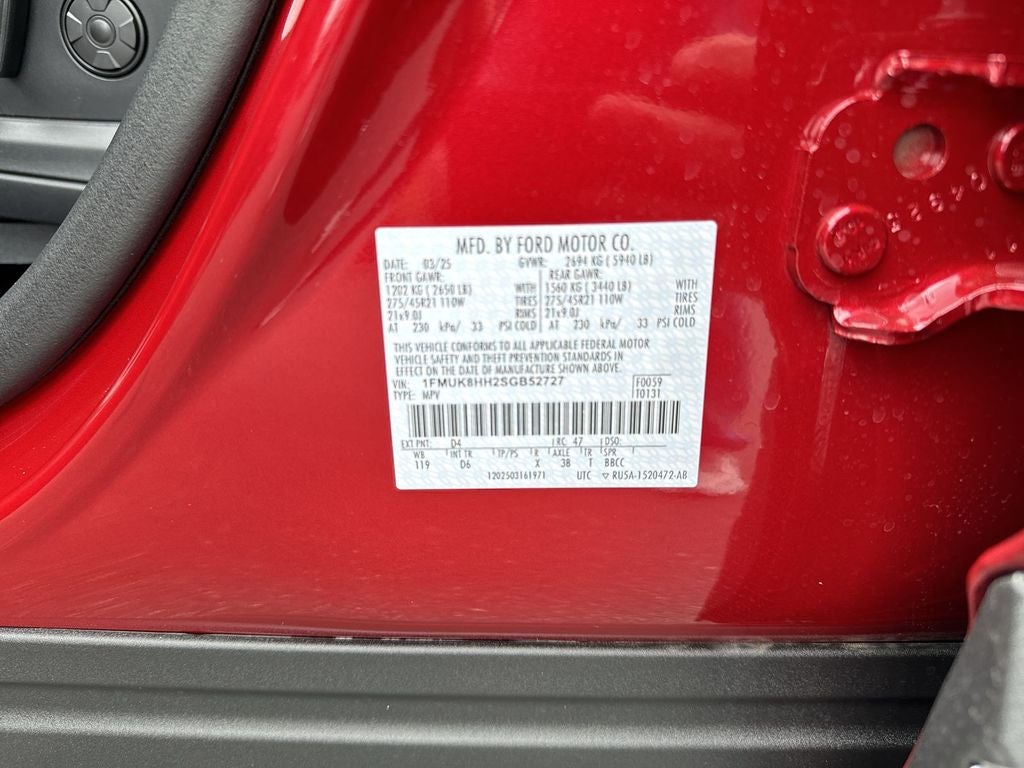 MFD. BY FORD MOTOR CO.
DATE: 03/25 GVWR: 2694 KG ( 5940 LB)
FRONT GAWR: REAR GAWR:
1202 KG ( 2650 LB) WITH 1560 KG ( 3440 LB) WITH
275/45R21 110W TIRES 275/45R21 110W TIRES
21x9.0J RIMS 21x9.0J RIMS
AT 230 kPa/ 33 PSI COLD AT 230 kPa/ 33 PSI COLD
THIS VEHICLE CONFORMS TO ALL APPLICABLE FEDERAL MOTOR
VEHICLE SAFETY AND THEFT PREVENTION STANDARDS IN
EFFECT ON THE DATE OF MANUFACTURE SHOWN ABOVE.
VIN: 1FMUK8HH2SGB52727 F0059
TYPE: MPV T0131
EXT PNT: D4 RC: 47 DSO:
WB INT TR TP/PS R AXLE TR SPR
119 D6 X 38 T BBCC
1202503161971 UTC ▽ RU5A-1520472-AB